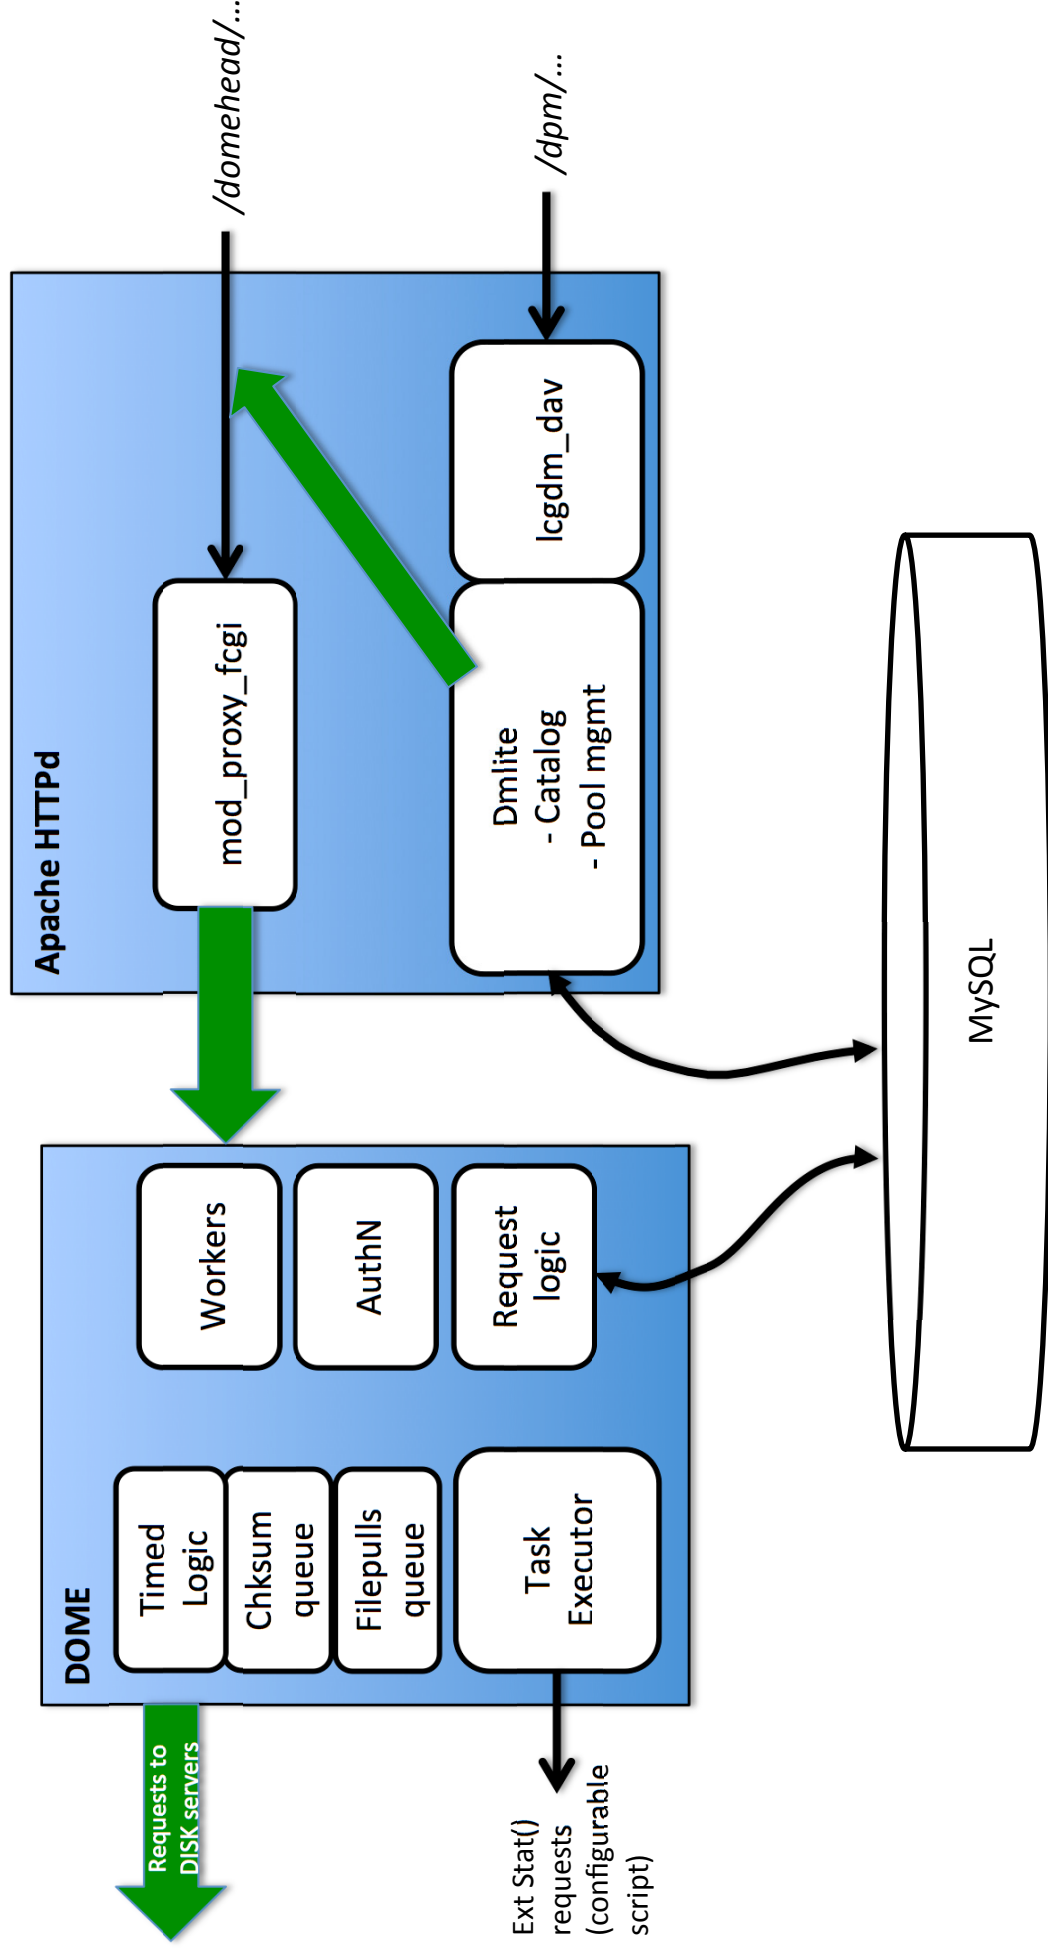 DOME
Apache HTTPd
Requests to
DISK servers
Timed
Logic
Chksum
queue
Filepulls
queue
Task
Executor
Workers
AuthN
Request
logic
mod_proxy_fcgi
/domehead/...
Dmlite
- Catalog
- Pool mgmt
lcgdm_dav
/dpm/...
Ext Stat()
requests
(configurable
script)
MySQL